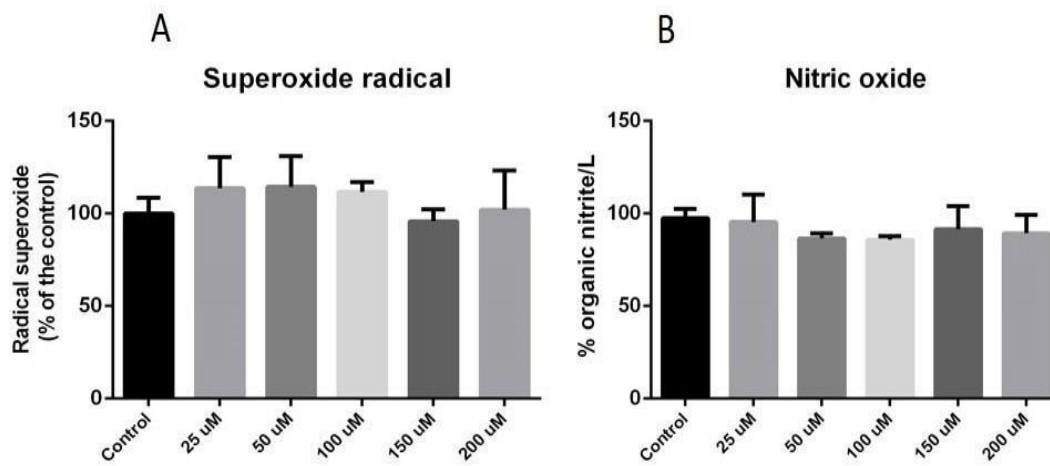 A
Superoxide radical
Radical superoxide
(% of the control)
150
100
50
0
Control
25 uM
50 uM
100 uM
150 uM
200 uM
B
Nitric oxide
% organic nitrite/L
150
100
50
0
Control
25 uM
50 uM
100 uM
150 uM
200 uM